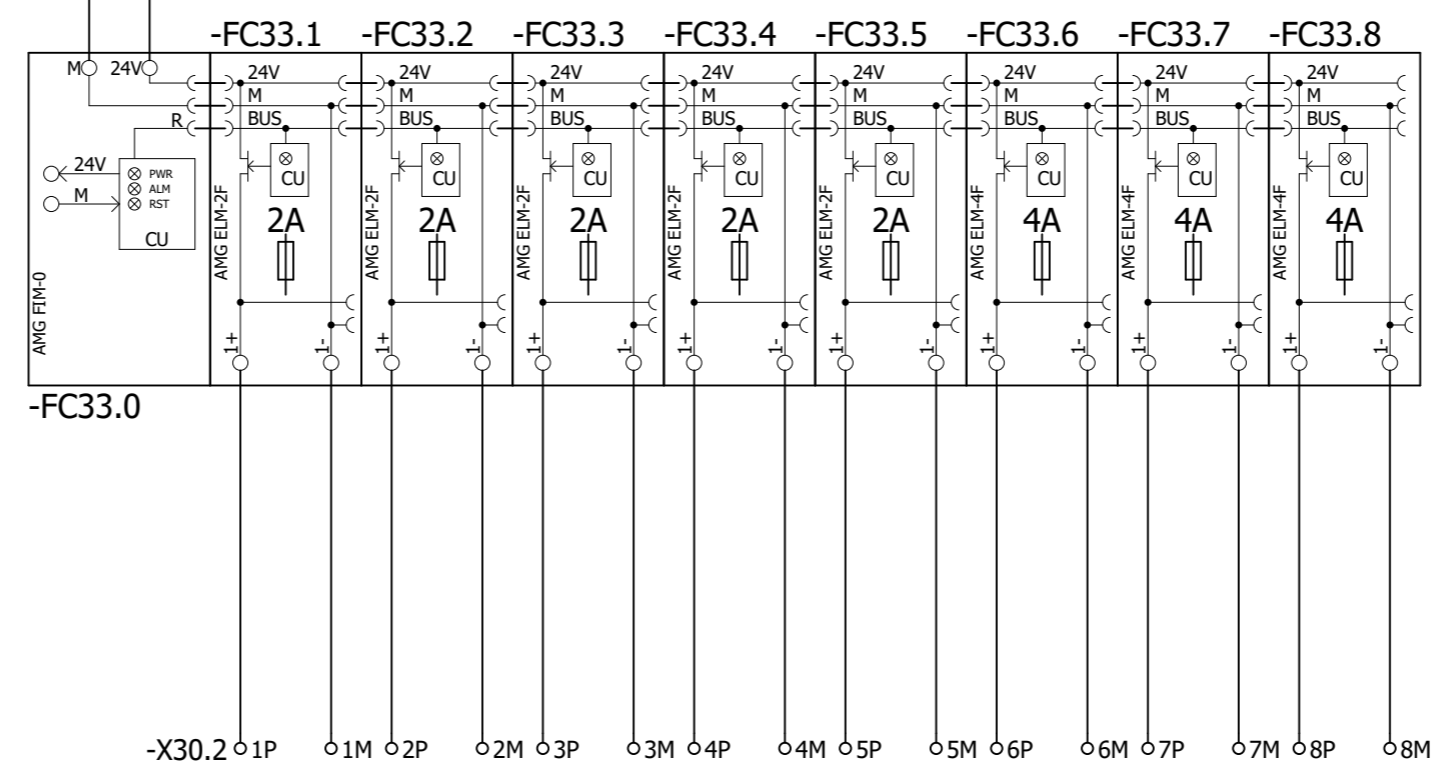 -FC33.1 -FC33.2 -FC33.3 -FC33.4 -FC33.5 -FC33.6 -FC33.7 -FC33.8
M 24V 24V 24V 24V 24V 24V 24V 24V 24V
M M M M M M M M
R BUS BUS BUS BUS BUS BUS BUS BUS
24V PWR
M ALM
RST
CU CU CU CU CU CU CU CU CU
2A 2A 2A 2A 2A 4A 4A 4A
AMG FIM-0 AMG ELM-2F AMG ELM-2F AMG ELM-2F AMG ELM-2F AMG ELM-2F AMG ELM-4F AMG ELM-4F AMG ELM-4F
1+ 1- 1+ 1- 1+ 1- 1+ 1- 1+ 1- 1+ 1- 1+ 1- 1+ 1-
-FC33.0
-X30.2 1P 1M 2P 2M 3P 3M 4P 4M 5P 5M 6P 6M 7P 7M 8P 8M